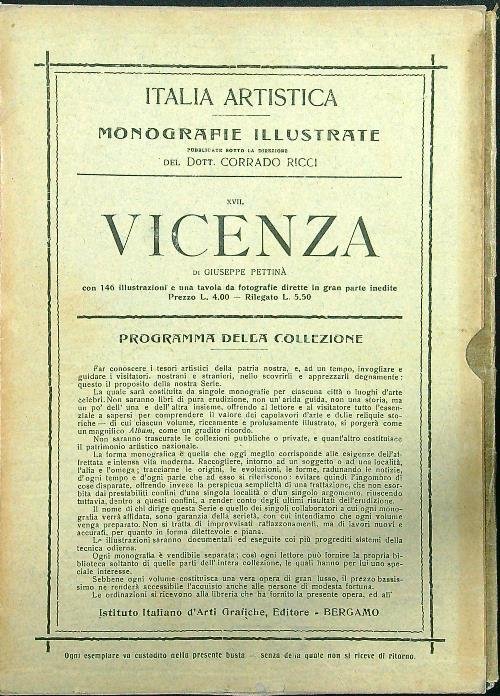 ITALIA ARTISTICA
MONOGRAFIE ILLUSTRATE
PUBBLICATE SOTTO LA DIREZIONE
DEL DOTT. CORRADO RICCI
XVII.
VICENZA
DI GIUSEPPE PETTINÀ
con 146 illustrazioni e una tavola da fotografie dirette in gran parte inedite
Prezzo L. 4.00 — Rilegato L. 5.50
PROGRAMMA DELLA COLLEZIONE
Far conoscere i tesori artistici della patria nostra, e, ad un tempo, invogliare e
guidare i visitatori, nostrani e stranieri, nello scovrirli e apprezzarli degnamente:
questo il proposito della nostra Serie.
La quale sarà costituita da singole monografie per ciascuna città o luoghi d'arte
celebri. Non saranno libri di pura erudizione, non un'arida guida, non una storia, ma
un po' dell' una e dell'altra insieme, offrendo al lettore e al visitatore tutto l'essen-
ziale a sapersi per comprendere il valore dei capolavori d'arte e delle reliquie sto-
riche — di cui ciascun volume, riccamente e profusamente illustrato, si porgerà come
un magnifico Album, come un gradito ricordo.
Non saranno trascurate le collezioni pubbliche o private, e quant'altro costituisce
il patrimonio artistico nazionale.
La forma monografica è quella che oggi meglio corrisponde alle esigenze dell'af-
frettata e intensa vita moderna. Raccogliere, intorno ad un soggetto o ad una località,
l'alfa e l'omega; tracciarne le origini, le evoluzioni, le forme, radunando le notizie,
d'ogni tempo e d'ogni parte che ad esso si riferiscono: evitare quindi l'ingombro di
cose disparate, offrendo invece la perspicua semplicità di una trattazione, che non esor-
bita dai prestabiliti confini d'una singola località o d'un singolo argomento, riuscendo
tuttavia, dentro a questi confini, a render conto degli ultimi risultati dell'erudizione.
Il nome di chi dirige questa Serie e quello dei singoli collaboratori a cui ogni mono-
grafia verrà affidata, sono garanzia della serietà, con cui intendiamo che ogni volume
venga preparato. Non si tratta di improvvisati raffazzonamenti, ma di lavori nuovi e
accurati, per quanto in forma dilettevole e piana.
Le illustrazioni saranno documentali ed eseguite coi più progrediti sistemi della
tecnica odierna.
Ogni monografia è vendibile separata; così ogni lettore può fornire la propria bi-
blioteca soltanto di quelle parti dell'intera collezione, le quali hanno per lui uno spe-
ciale interesse.
Sebbene ogni volume costituisca una vera opera di gran lusso, il prezzo bassis-
simo ne renderà accessibile l'acquisto anche alle persone di modesta fortuna.
Le ordinazioni si ricevono alla libreria che ha fornito la presente opera, ed all'
Istituto Italiano d'Arti Grafiche, Editore - BERGAMO
Ogni esemplare va custodito nella presente busta — senza della quale non si riceve di ritorno.